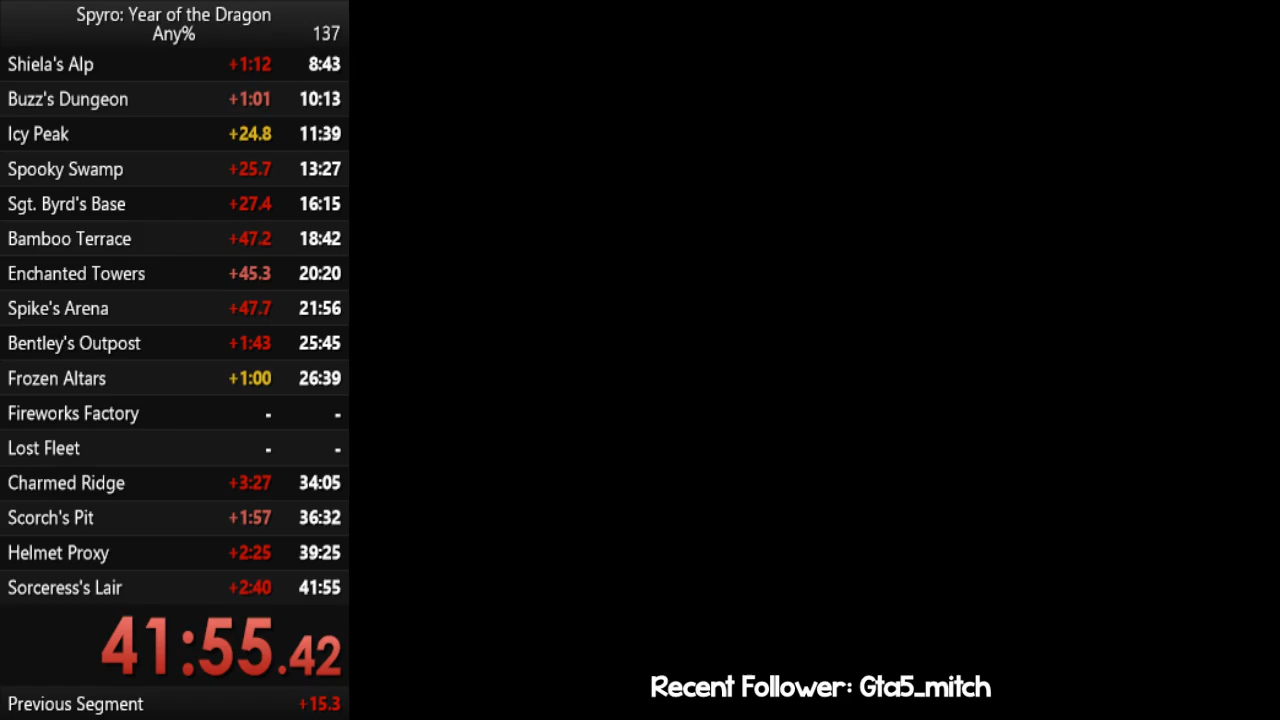 Spyro: Year of the Dragon
Any% 137
Shiela's Alp +1:12 8:43
Buzz's Dungeon +1:01 10:13
Icy Peak +24.8 11:39
Spooky Swamp +25.7 13:27
Sgt. Byrd's Base +27.4 16:15
Bamboo Terrace +47.2 18:42
Enchanted Towers +45.3 20:20
Spike's Arena +47.7 21:56
Bentley's Outpost +1:43 25:45
Frozen Altars +1:00 26:39
Fireworks Factory - -
Lost Fleet - -
Charmed Ridge +3:27 34:05
Scorch's Pit +1:57 36:32
Helmet Proxy +2:25 39:25
Sorceress's Lair +2:40 41:55
41:55.42
Previous Segment +15.3
Recent Follower: Gta5_mitch